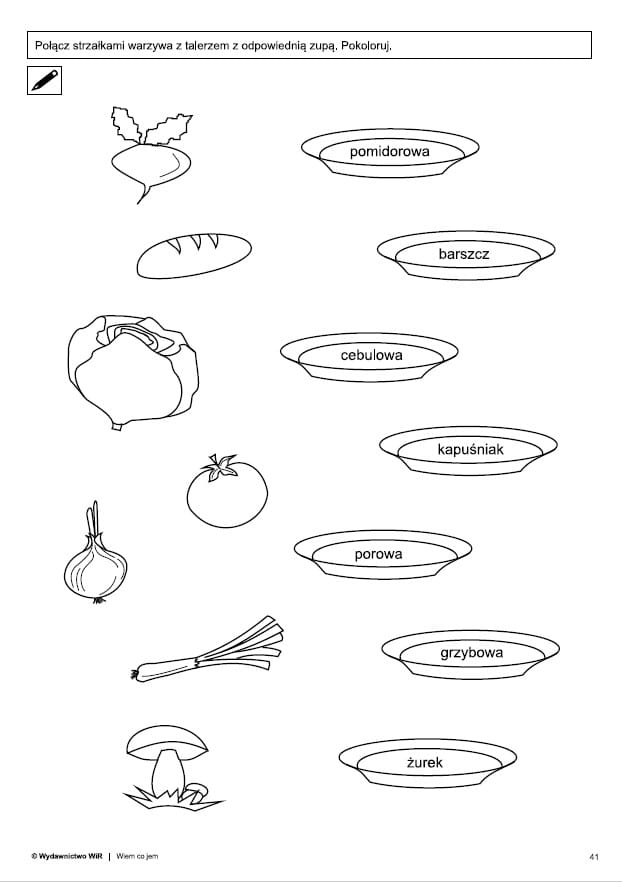 Połącz strzałkami warzywa z talerzem z odpowiednią zupą. Pokoloruj.
pomidorowa
barszcz
cebulowa
kapuśniak
porowa
grzybowa
żurek
© Wydawnictwo WiR | Wiem co jem
41